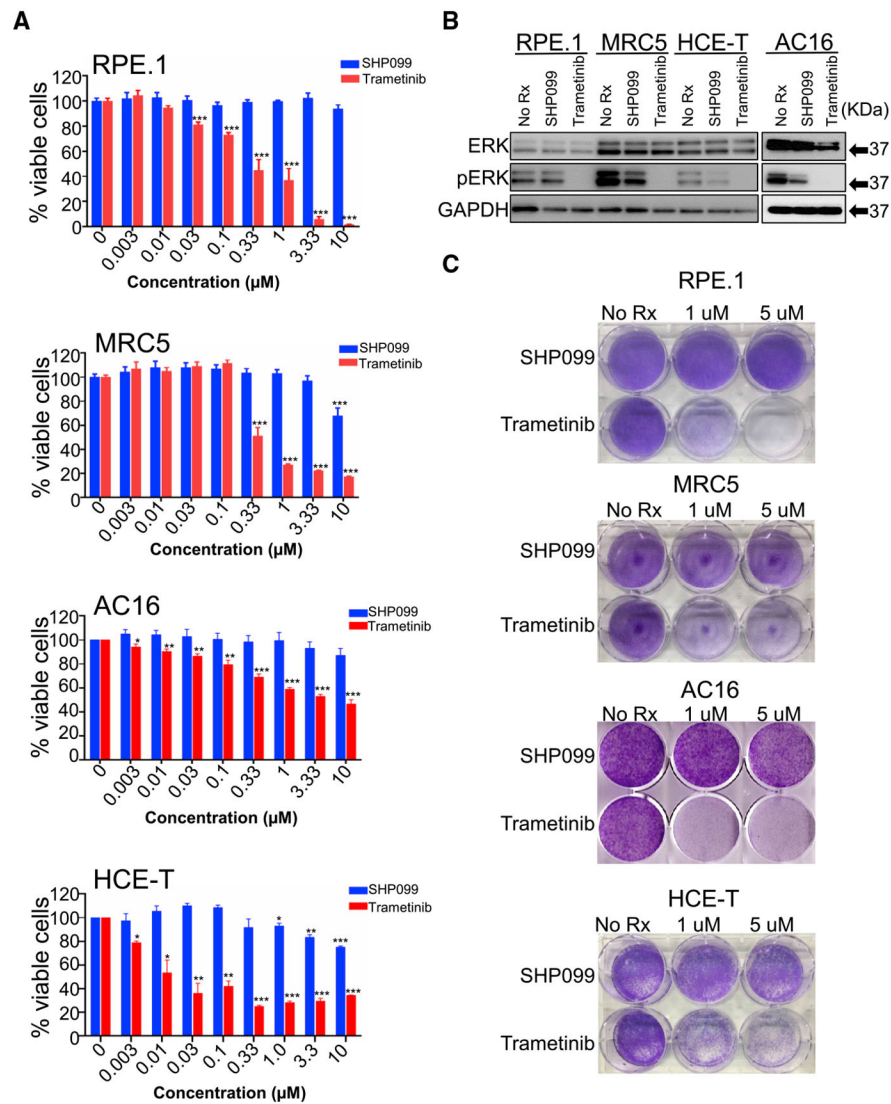 A
RPE.1
SHP099
Trametinib
% viable cells
120
100
80
60
40
20
0
0 0.003 0.01 0.03 0.1 0.33 1 3.33 10
*** *** *** *** *** ***
Concentration (µM)
MRC5
SHP099
Trametinib
% viable cells
120
100
80
60
40
20
0
0 0.003 0.01 0.03 0.1 0.33 1 3.33 10
*** *** *** *** ***
Concentration (µM)
AC16
SHP099
Trametinib
% viable cells
120
100
80
60
40
20
0
0 0.003 0.01 0.03 0.1 0.33 1 3.33 10
* ** ** ** *** *** *** ***
Concentration (µM)
HCE-T
SHP099
Trametinib
% viable cells
120
100
80
60
40
20
0
0 0.003 0.01 0.03 0.1 0.33 1.0 3.3 10
* * ** ** *** * *** ** *** *** ***
Concentration (µM)
B
RPE.1 MRC5 HCE-T AC16
No Rx SHP099 Trametinib No Rx SHP099 Trametinib No Rx SHP099 Trametinib No Rx SHP099 Trametinib (KDa)
ERK 37
pERK 37
GAPDH 37
C
RPE.1
No Rx 1 uM 5 uM
SHP099
Trametinib
MRC5
No Rx 1 uM 5 uM
SHP099
Trametinib
AC16
No Rx 1 uM 5 uM
SHP099
Trametinib
HCE-T
No Rx 1 uM 5 uM
SHP099
Trametinib